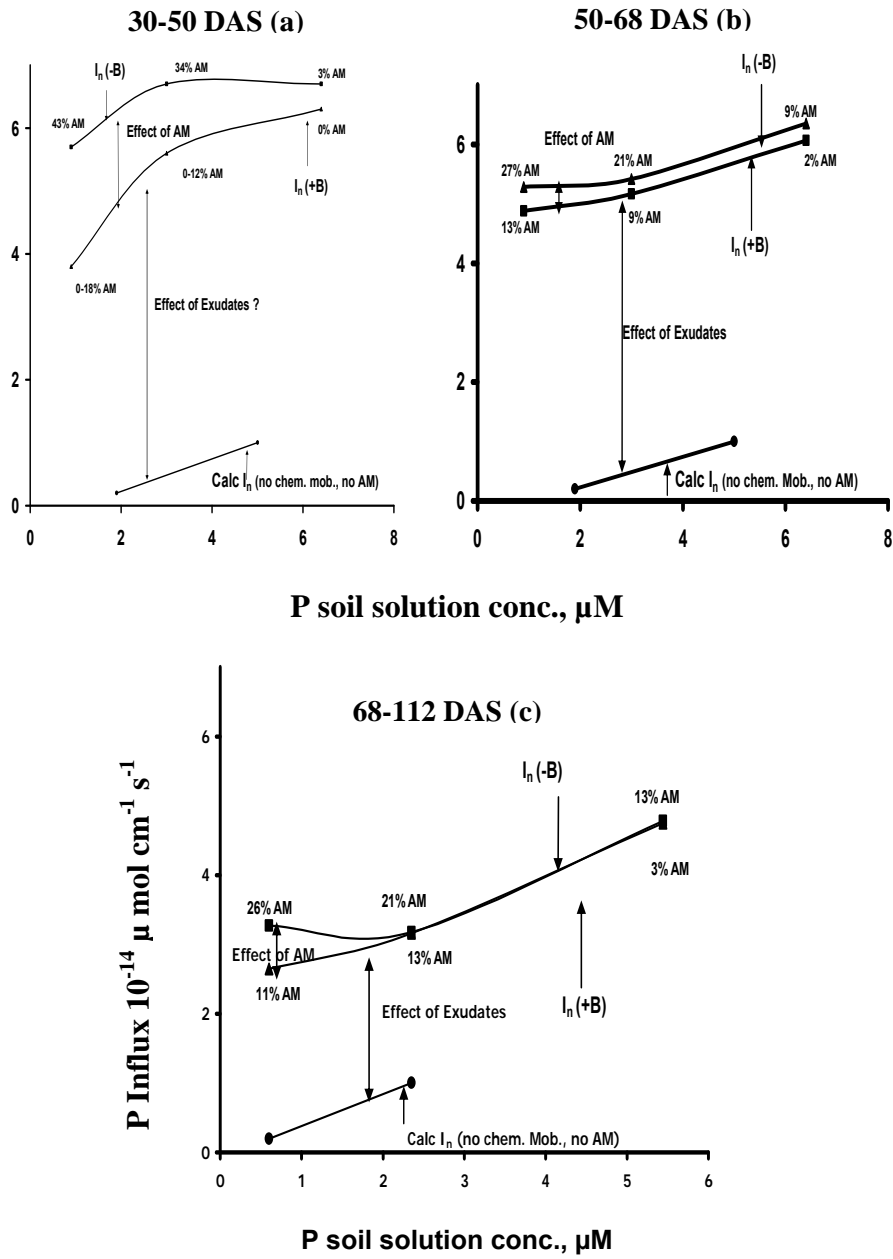 30-50 DAS (a)
Iₙ (-B)
34% AM
3% AM
43% AM
6
Effect of AM
0% AM
0-12% AM
Iₙ (+B)
4
0-18% AM
Effect of Exudates ?
2
Calc Iₙ (no chem. mob., no AM)
0
0 2 4 6 8
50-68 DAS (b)
Iₙ (-B)
9% AM
6
Effect of AM
27% AM
21% AM
2% AM
13% AM
9% AM
Iₙ (+B)
4
Effect of Exudates
2
Calc Iₙ (no chem. Mob., no AM)
0
0 2 4 6 8
P soil solution conc., µM
68-112 DAS (c)
6
Iₙ (-B)
13% AM
4
26% AM
21% AM
3% AM
Effect of AM
13% AM
11% AM
2
Effect of Exudates
Iₙ (+B)
Calc Iₙ (no chem. Mob., no AM)
0
0 1 2 3 4 5 6
P Influx 10⁻¹⁴ µ mol cm⁻¹ s⁻¹
P soil solution conc., µM